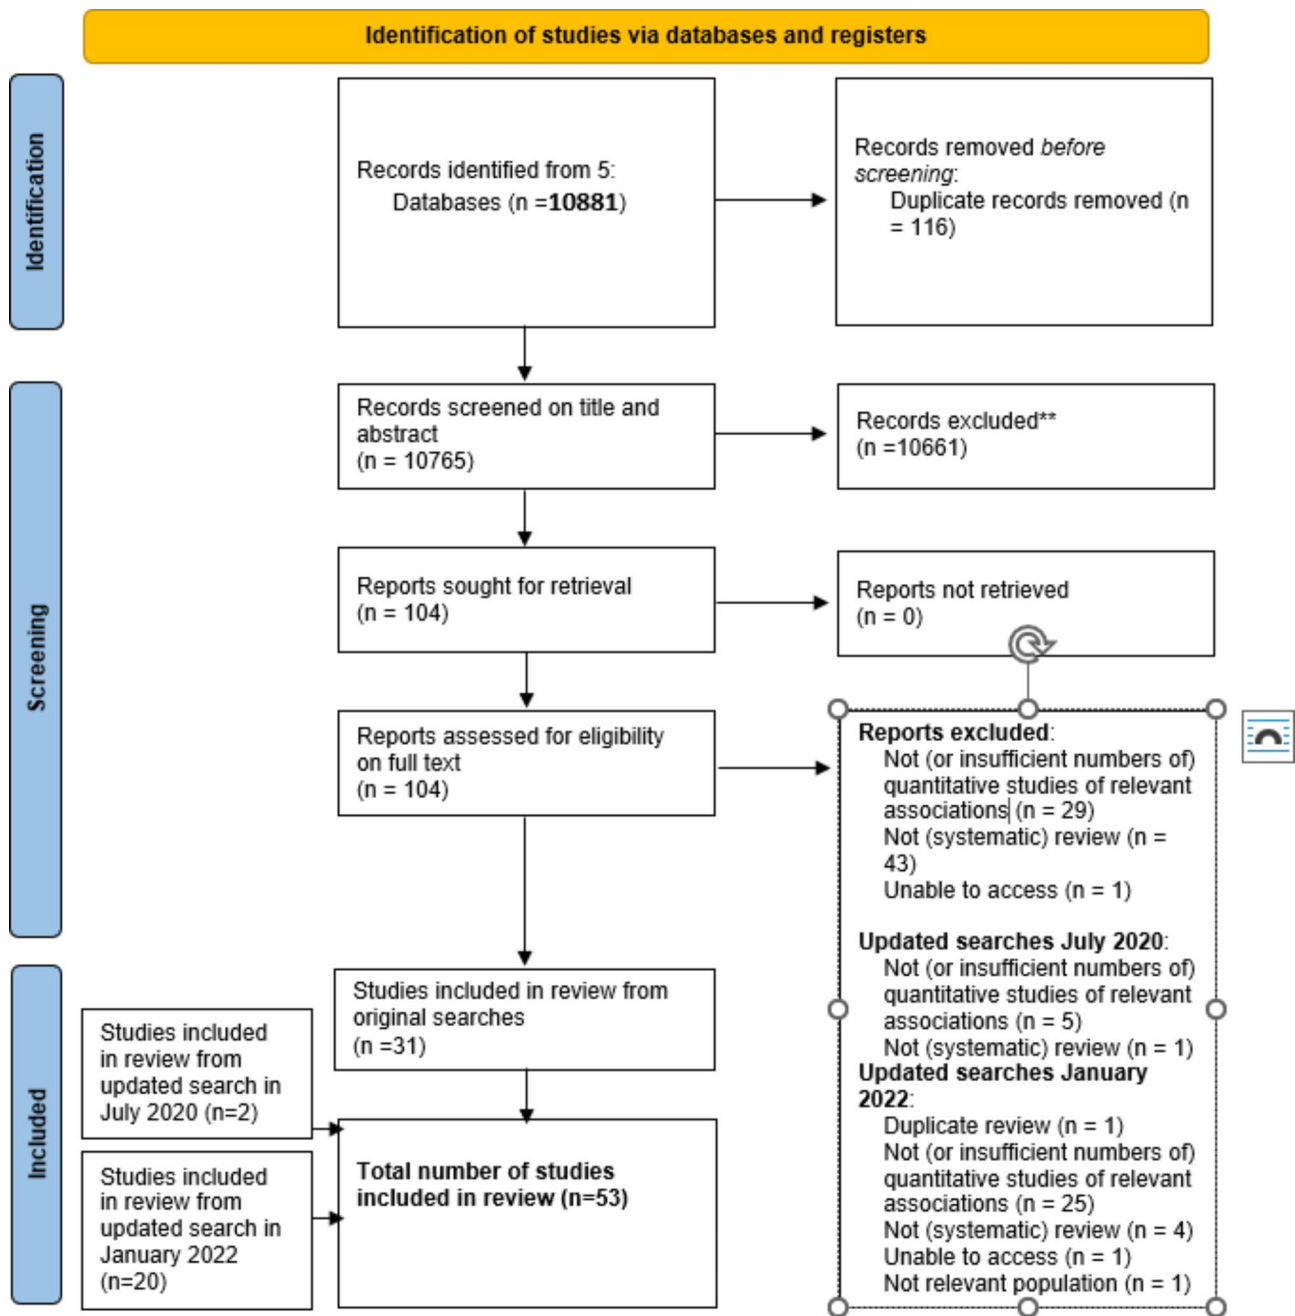 Identification of studies via databases and registers
Identification
Records identified from 5:
Databases (n =10881)
Records removed before
screening:
Duplicate records removed (n
= 116)
Screening
Records screened on title and
abstract
(n = 10765)
Records excluded**
(n =10661)
Reports sought for retrieval
(n = 104)
Reports not retrieved
(n = 0)
Reports assessed for eligibility
on full text
(n = 104)
Reports excluded:
Not (or insufficient numbers of)
quantitative studies of relevant
associations (n = 29)
Not (systematic) review (n =
43)
Unable to access (n = 1)
Updated searches July 2020:
Not (or insufficient numbers of)
quantitative studies of relevant
associations (n = 5)
Not (systematic) review (n = 1)
Updated searches January
2022:
Duplicate review (n = 1)
Not (or insufficient numbers of)
quantitative studies of relevant
associations (n = 25)
Not (systematic) review (n = 4)
Unable to access (n = 1)
Not relevant population (n = 1)
Included
Studies included in review from
original searches
(n =31)
Studies included
in review from
updated search in
July 2020 (n=2)
Studies included
in review from
updated search in
January 2022
(n=20)
Total number of studies
included in review (n=53)